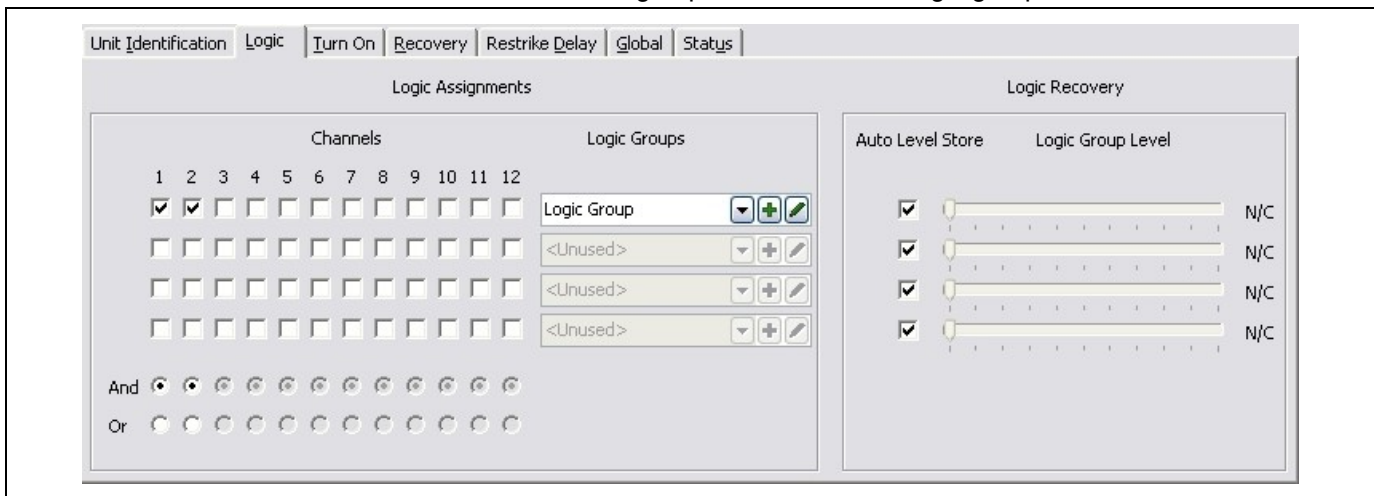 Unit Identification Logic Turn On Recovery Restrike Delay Global Status
Logic Assignments
Logic Recovery
Channels
Logic Groups
Auto Level Store
Logic Group Level
1 2 3 4 5 6 7 8 9 10 11 12
Logic Group
N/C
<Unused>
N/C
<Unused>
N/C
<Unused>
N/C
And
Or